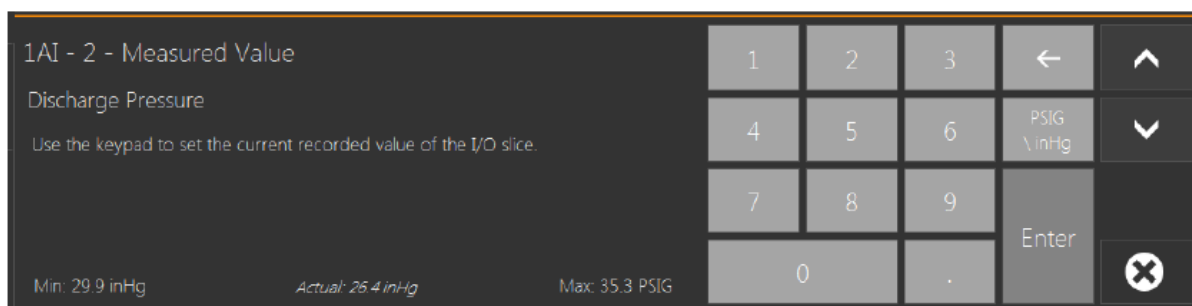 1AI - 2 - Measured Value
Discharge Pressure
Use the keypad to set the current recorded value of the I/O slice.
Min: 29.9 inHg
Actual: 26.4 inHg
Max: 35.3 PSIG
1 2 3
4 5 6 PSIG
\ inHg
7 8 9
Enter
0 .